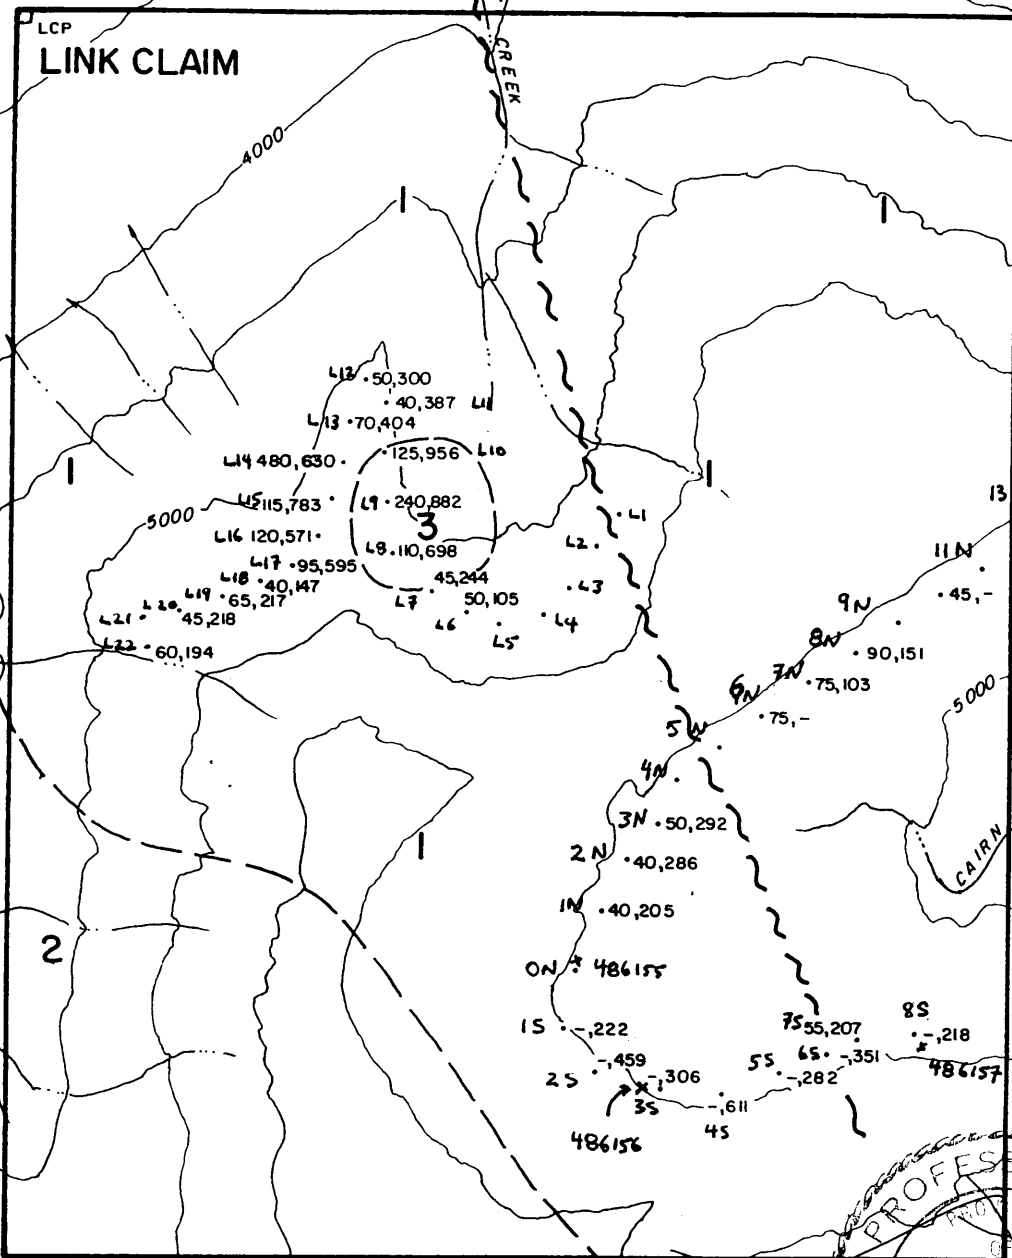 LCP
LINK CLAIM
CREEK
4000
1
1
L12 50,300
40,387 L11
L13 70,404
125,956 L10
L14 480,630
1
1
L15 115,783
L9 240,882
13
5000
3
L1
L16 120,571
L8 110,698
L2
11N
L17 95,595
45,244
L18 40,147
L7
50,105
L3
45,-
L19 65,217
L6
L4
9N
L20 45,218
L21
L5
8N
L22 60,194
90,151
7N
75,103
6N
75,-
5000
5N
4N
3N 50,292
1
2N
40,286
CAIRN
1N 40,205
2
0N 486155
1S -,222
7S 55,207
8S
-,218
-,459
6S -,351
2S
-,306
5S
-,282
486157
3S
-,611
4S
486156
PROFES